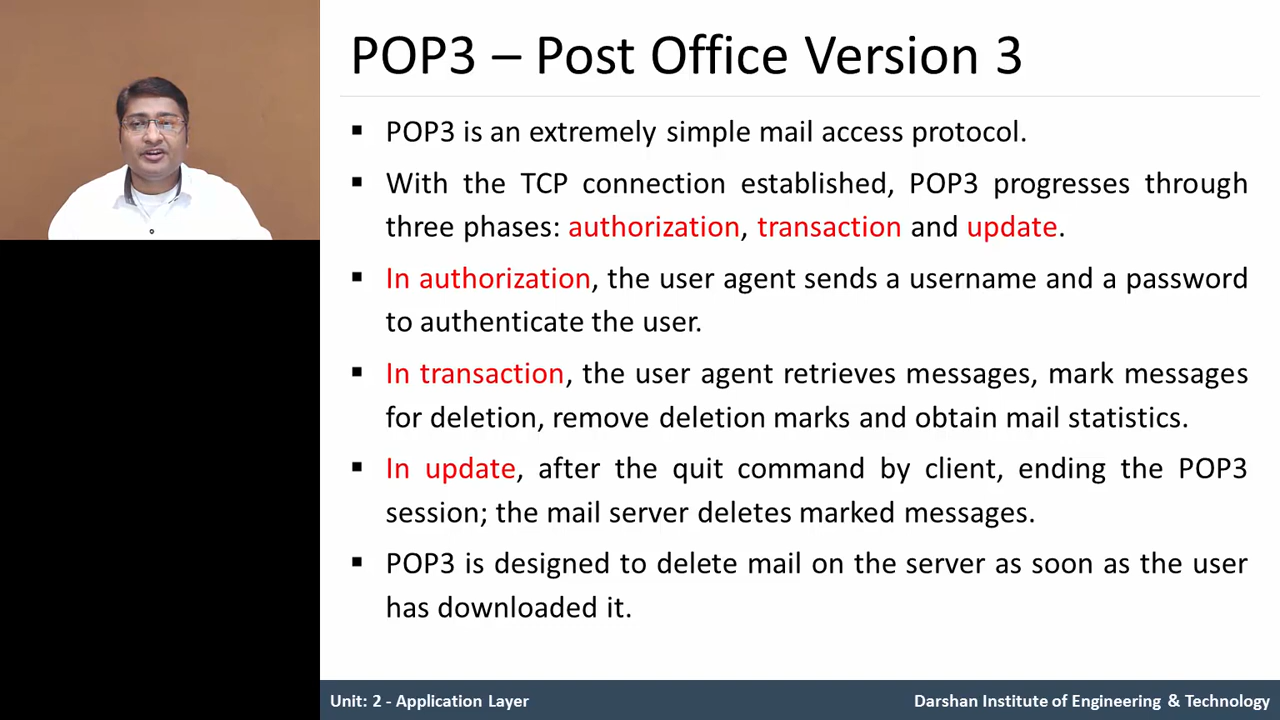 POP3 – Post Office Version 3
▪ POP3 is an extremely simple mail access protocol.
▪ With the TCP connection established, POP3 progresses through
three phases: authorization, transaction and update.
▪ In authorization, the user agent sends a username and a password
to authenticate the user.
▪ In transaction, the user agent retrieves messages, mark messages
for deletion, remove deletion marks and obtain mail statistics.
▪ In update, after the quit command by client, ending the POP3
session; the mail server deletes marked messages.
▪ POP3 is designed to delete mail on the server as soon as the user
has downloaded it.
Unit: 2 - Application Layer
Darshan Institute of Engineering & Technology